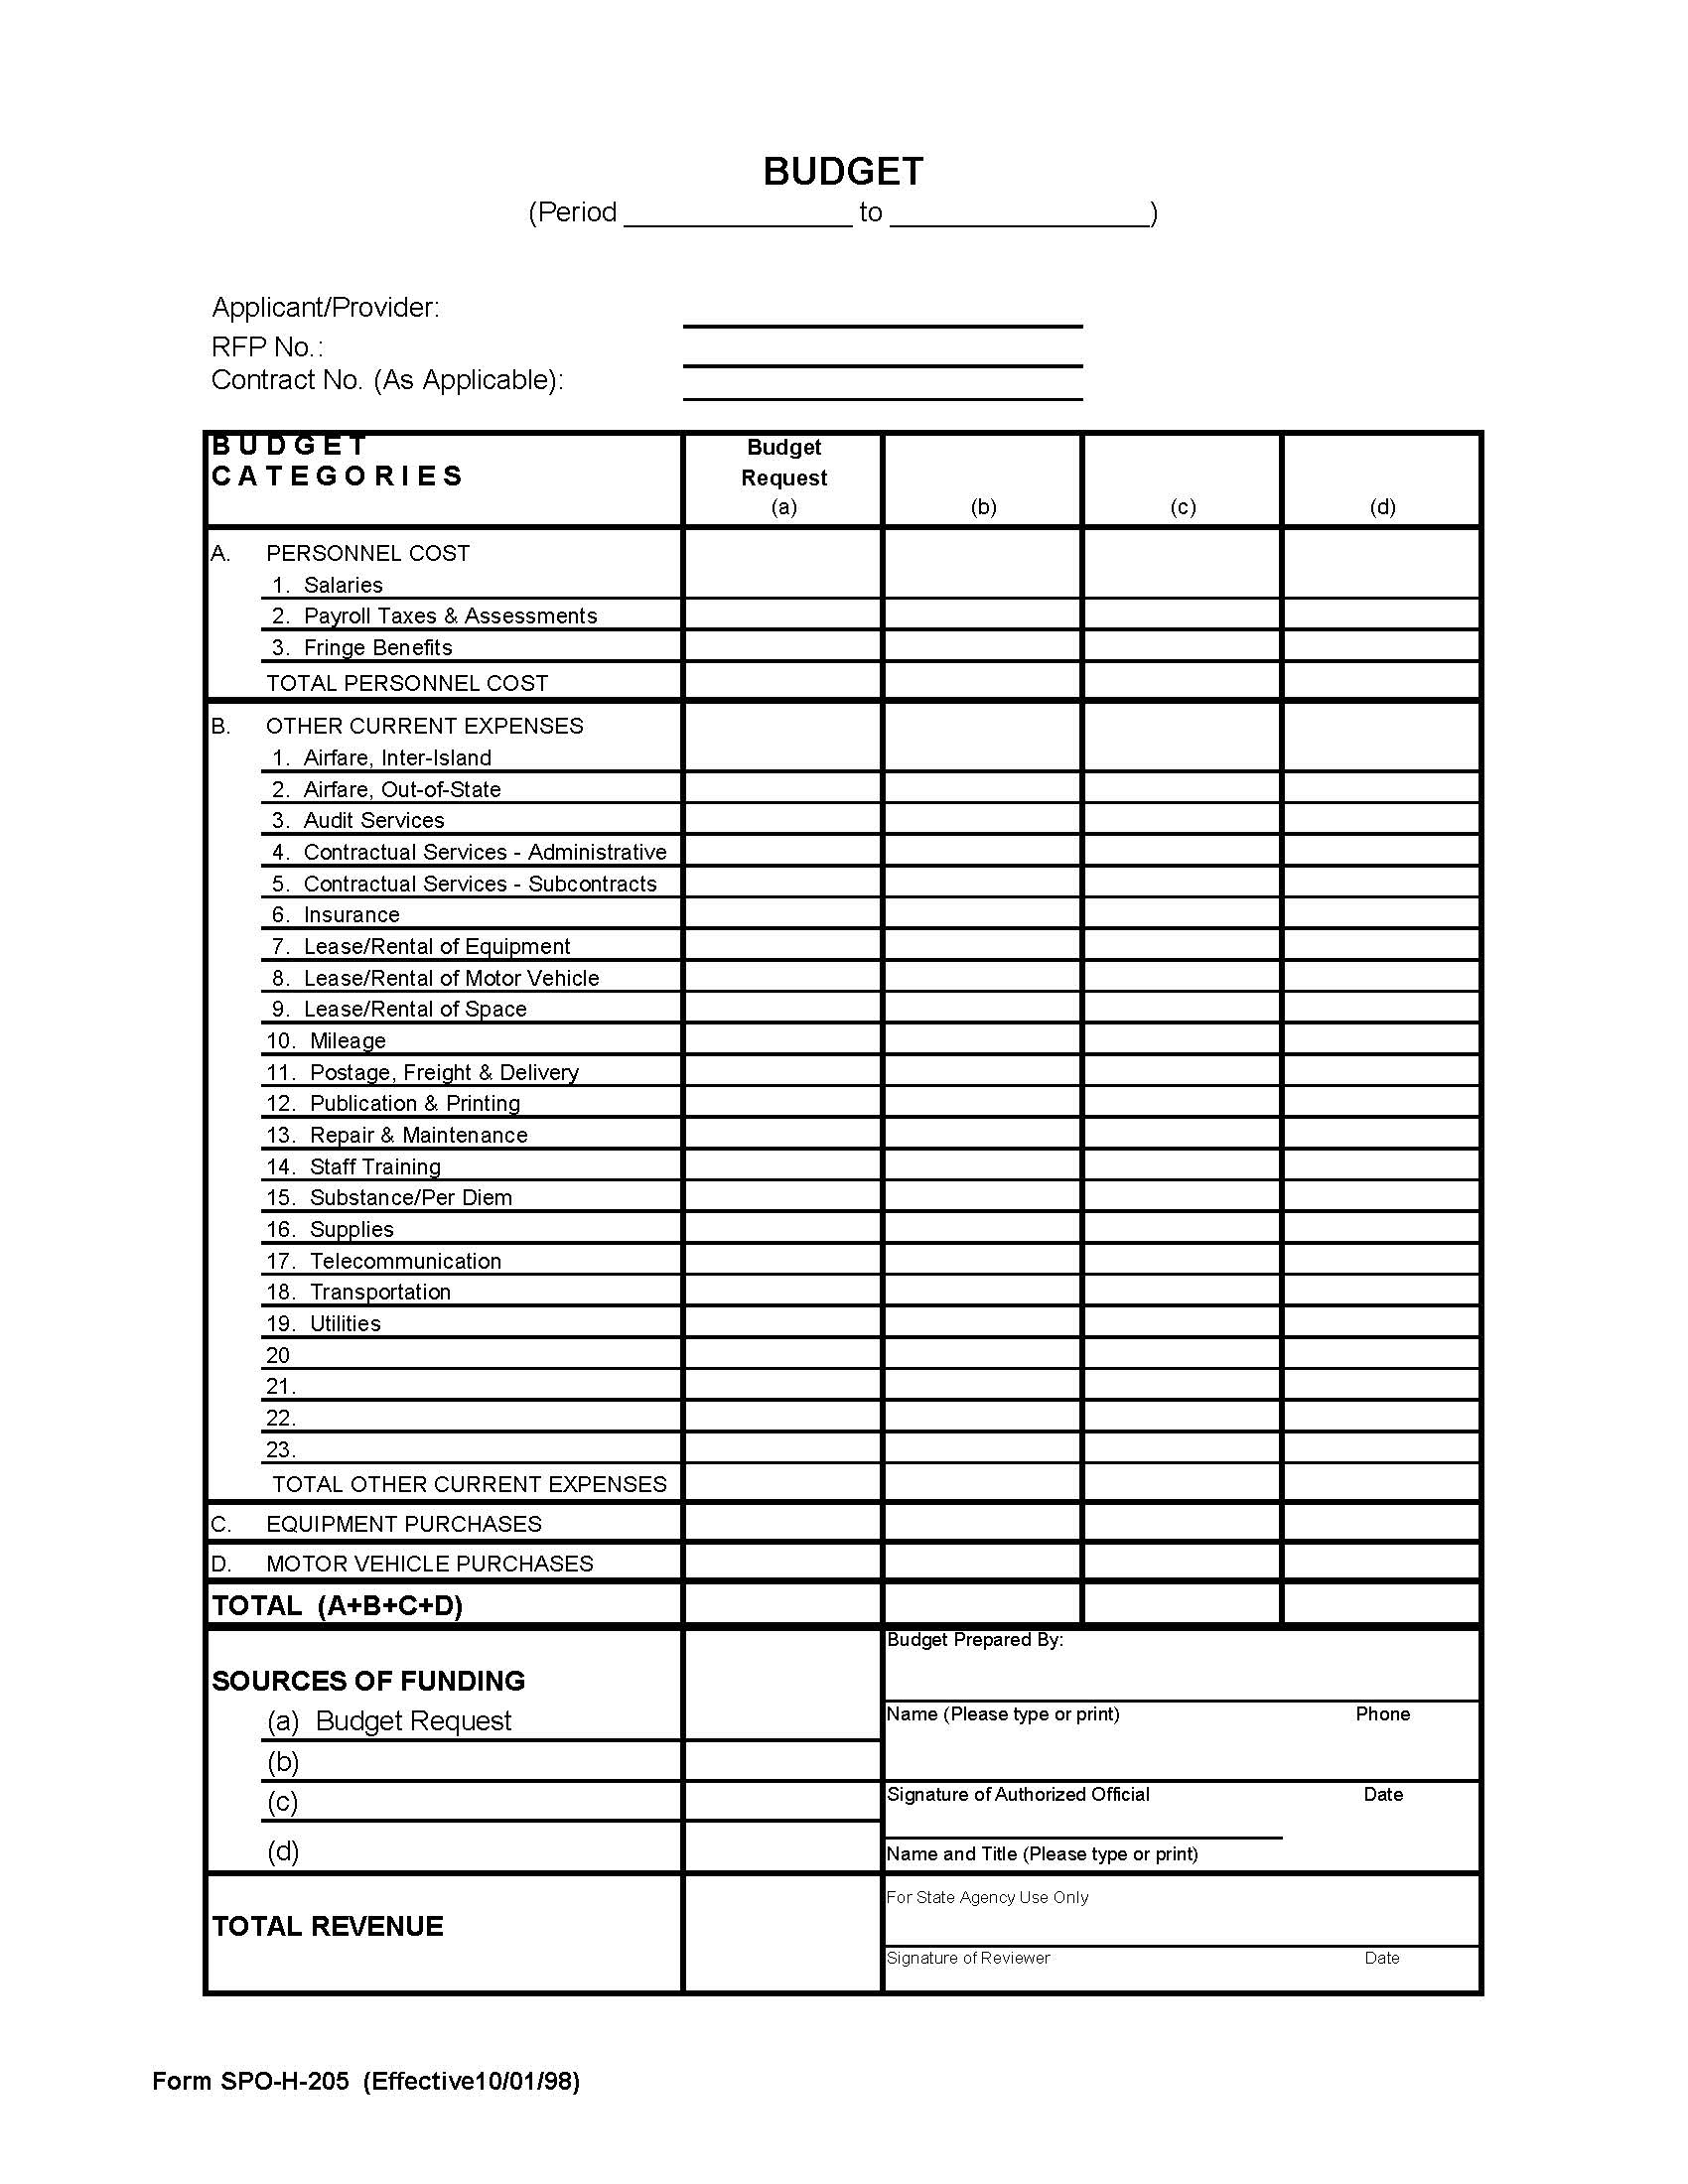 BUDGET
(Period _______________ to _________________)
Applicant/Provider:
RFP No.:
Contract No. (As Applicable):
BUDGET Budget
CATEGORIES Request
(a) (b) (c) (d)
A. PERSONNEL COST
1. Salaries
2. Payroll Taxes & Assessments
3. Fringe Benefits
TOTAL PERSONNEL COST
B. OTHER CURRENT EXPENSES
1. Airfare, Inter-Island
2. Airfare, Out-of-State
3. Audit Services
4. Contractual Services - Administrative
5. Contractual Services - Subcontracts
6. Insurance
7. Lease/Rental of Equipment
8. Lease/Rental of Motor Vehicle
9. Lease/Rental of Space
10. Mileage
11. Postage, Freight & Delivery
12. Publication & Printing
13. Repair & Maintenance
14. Staff Training
15. Substance/Per Diem
16. Supplies
17. Telecommunication
18. Transportation
19. Utilities
20
21.
22.
23.
TOTAL OTHER CURRENT EXPENSES
C. EQUIPMENT PURCHASES
D. MOTOR VEHICLE PURCHASES
TOTAL (A+B+C+D)
SOURCES OF FUNDING
(a) Budget Request
(b)
(c)
(d)
TOTAL REVENUE
Budget Prepared By:
Name (Please type or print) Phone
Signature of Authorized Official Date
Name and Title (Please type or print)
For State Agency Use Only
Signature of Reviewer Date
Form SPO-H-205 (Effective10/01/98)